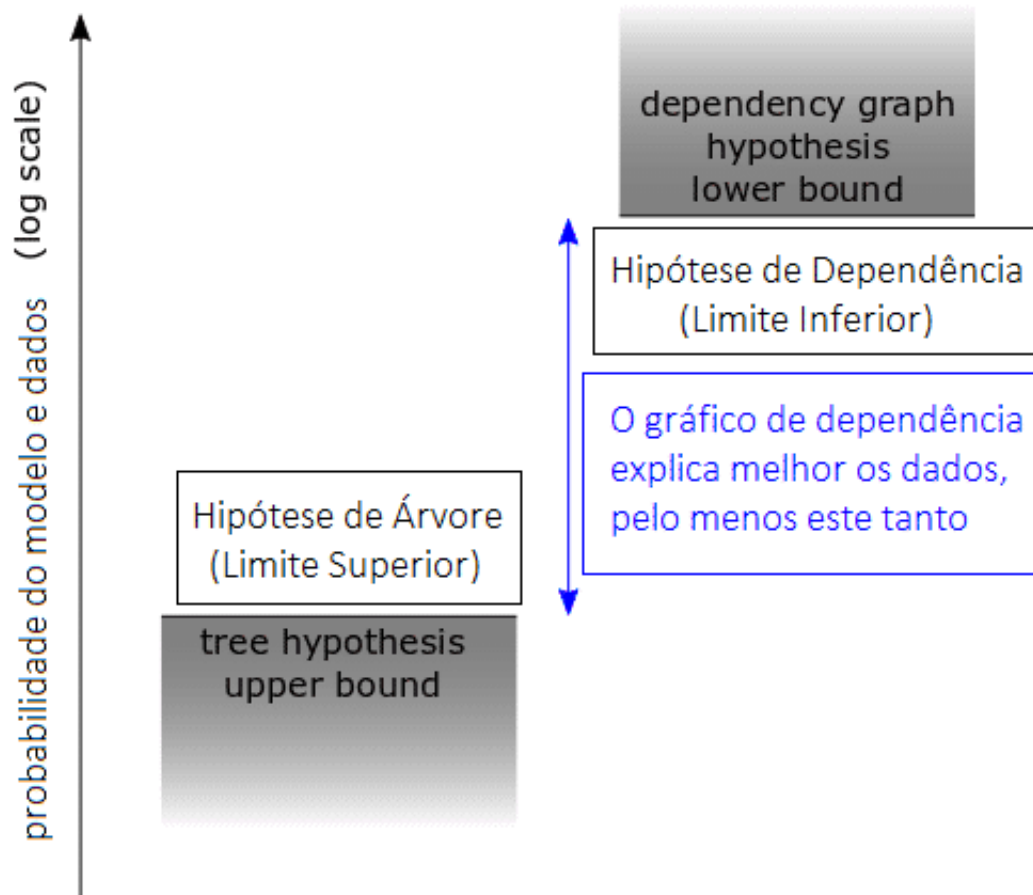 probabilidade do modelo e dados (log scale)
dependency graph
hypothesis
lower bound
Hipótese de Dependência
(Limite Inferior)
O gráfico de dependência
explica melhor os dados,
pelo menos este tanto
Hipótese de Árvore
(Limite Superior)
tree hypothesis
upper bound